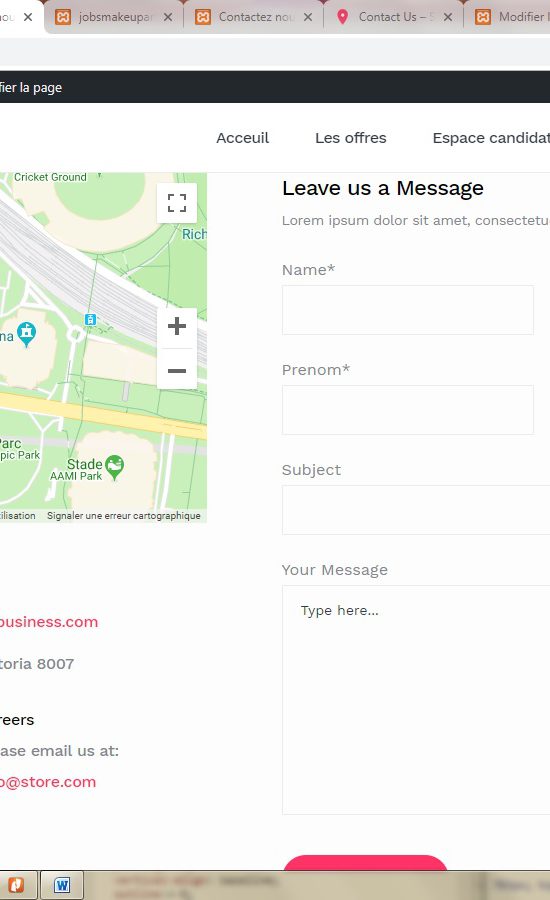 jobsmakeupar
Contactez nou
Contact Us – S
Modifier l
fier la page
Acceuil
Les offres
Espace candidat
Cricket Ground
Rich
na
Parc
pic Park
Stade
AAMI Park
ilisation
Signaler une erreur cartographique
Leave us a Message
Lorem ipsum dolor sit amet, consectetu
Name*
Prenom*
Subject
Your Message
Type here...
business.com
toria 8007
reers
ase email us at:
o@store.com